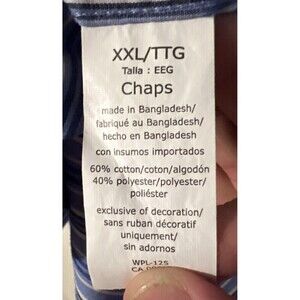 XXL/TTG
Talla : EEG
Chaps
made in Bangladesh/
fabriqué au Bangladesh/
hecho en Bangladesh
con insumos importados
60% cotton/coton/algodón
40% polyester/polyester/
poliéster
exclusive of decoration/
sans ruban décoratif
uniquement/
sin adornos
WPL-125
CA